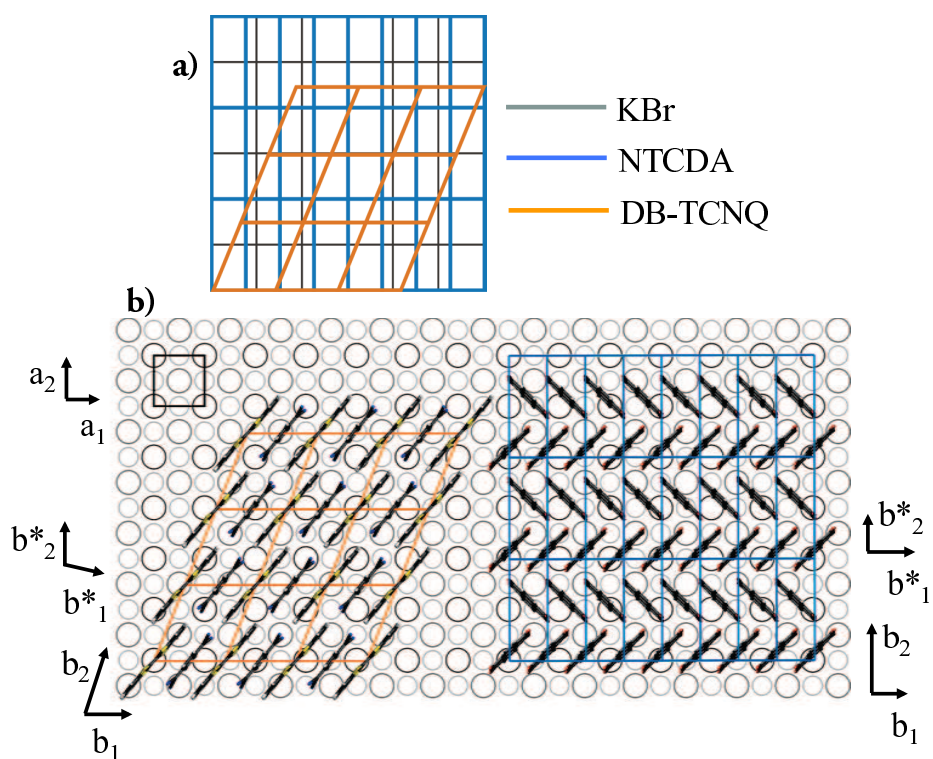 a)
KBr
NTCDA
DB-TCNQ
b)
a₂
a₁
b*₂
b*₁
b₂
b₁
b*₂
b*₁
b₂
b₁